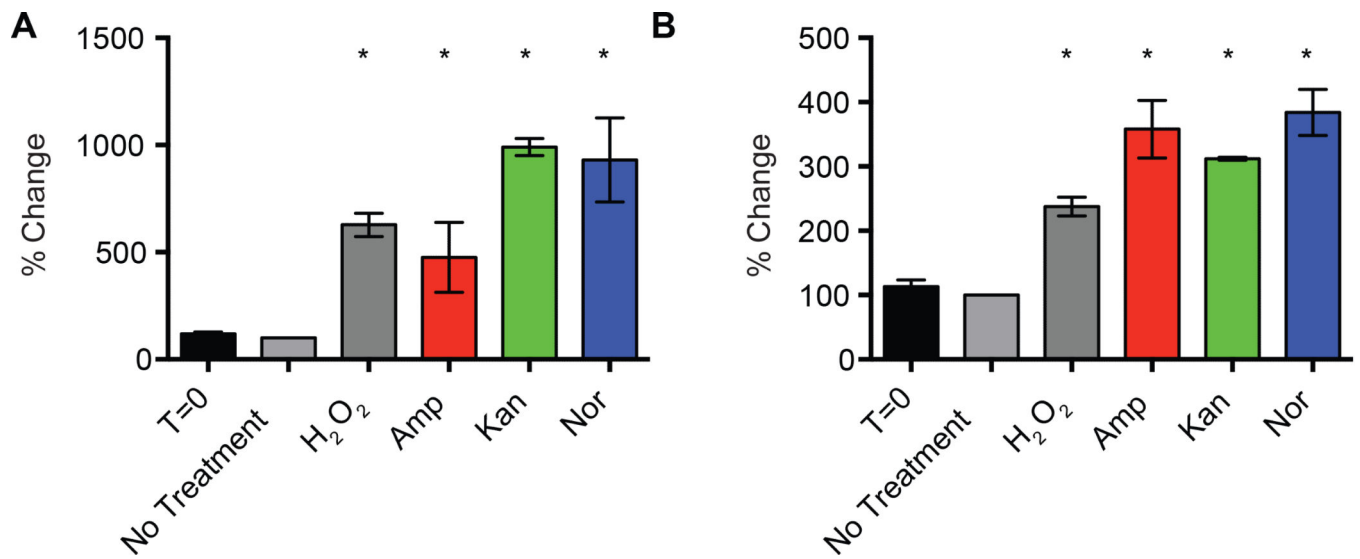 A
% Change
1500
1000
500
0
* * * *
T=0
No Treatment
H₂O₂
Amp
Kan
Nor
B
% Change
500
400
300
200
100
0
* * * *
T=0
No Treatment
H₂O₂
Amp
Kan
Nor